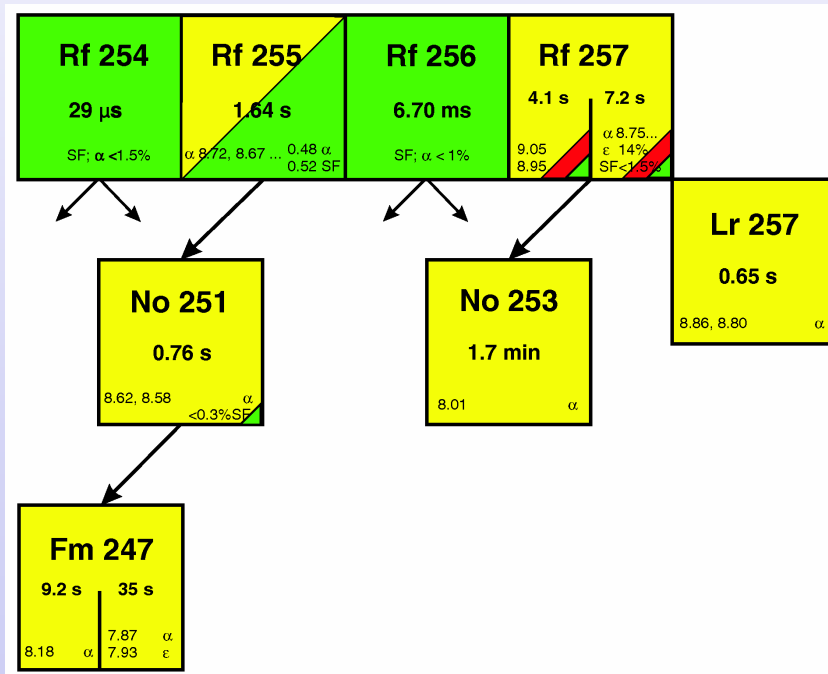 Rf 254
29 μs
SF; α <1.5%
Rf 255
1.64 s
α 8.72, 8.67 ... 0.48 α
0.52 SF
Rf 256
6.70 ms
SF; α < 1%
Rf 257
4.1 s 7.2 s
9.05
8.95
α 8.75...
ε 14%
SF<1.5%
Lr 257
0.65 s
8.86, 8.80 α
No 251
0.76 s
8.62, 8.58 α
<0.3%SF
No 253
1.7 min
8.01 α
Fm 247
9.2 s 35 s
8.18 α
7.87 α
7.93 ε